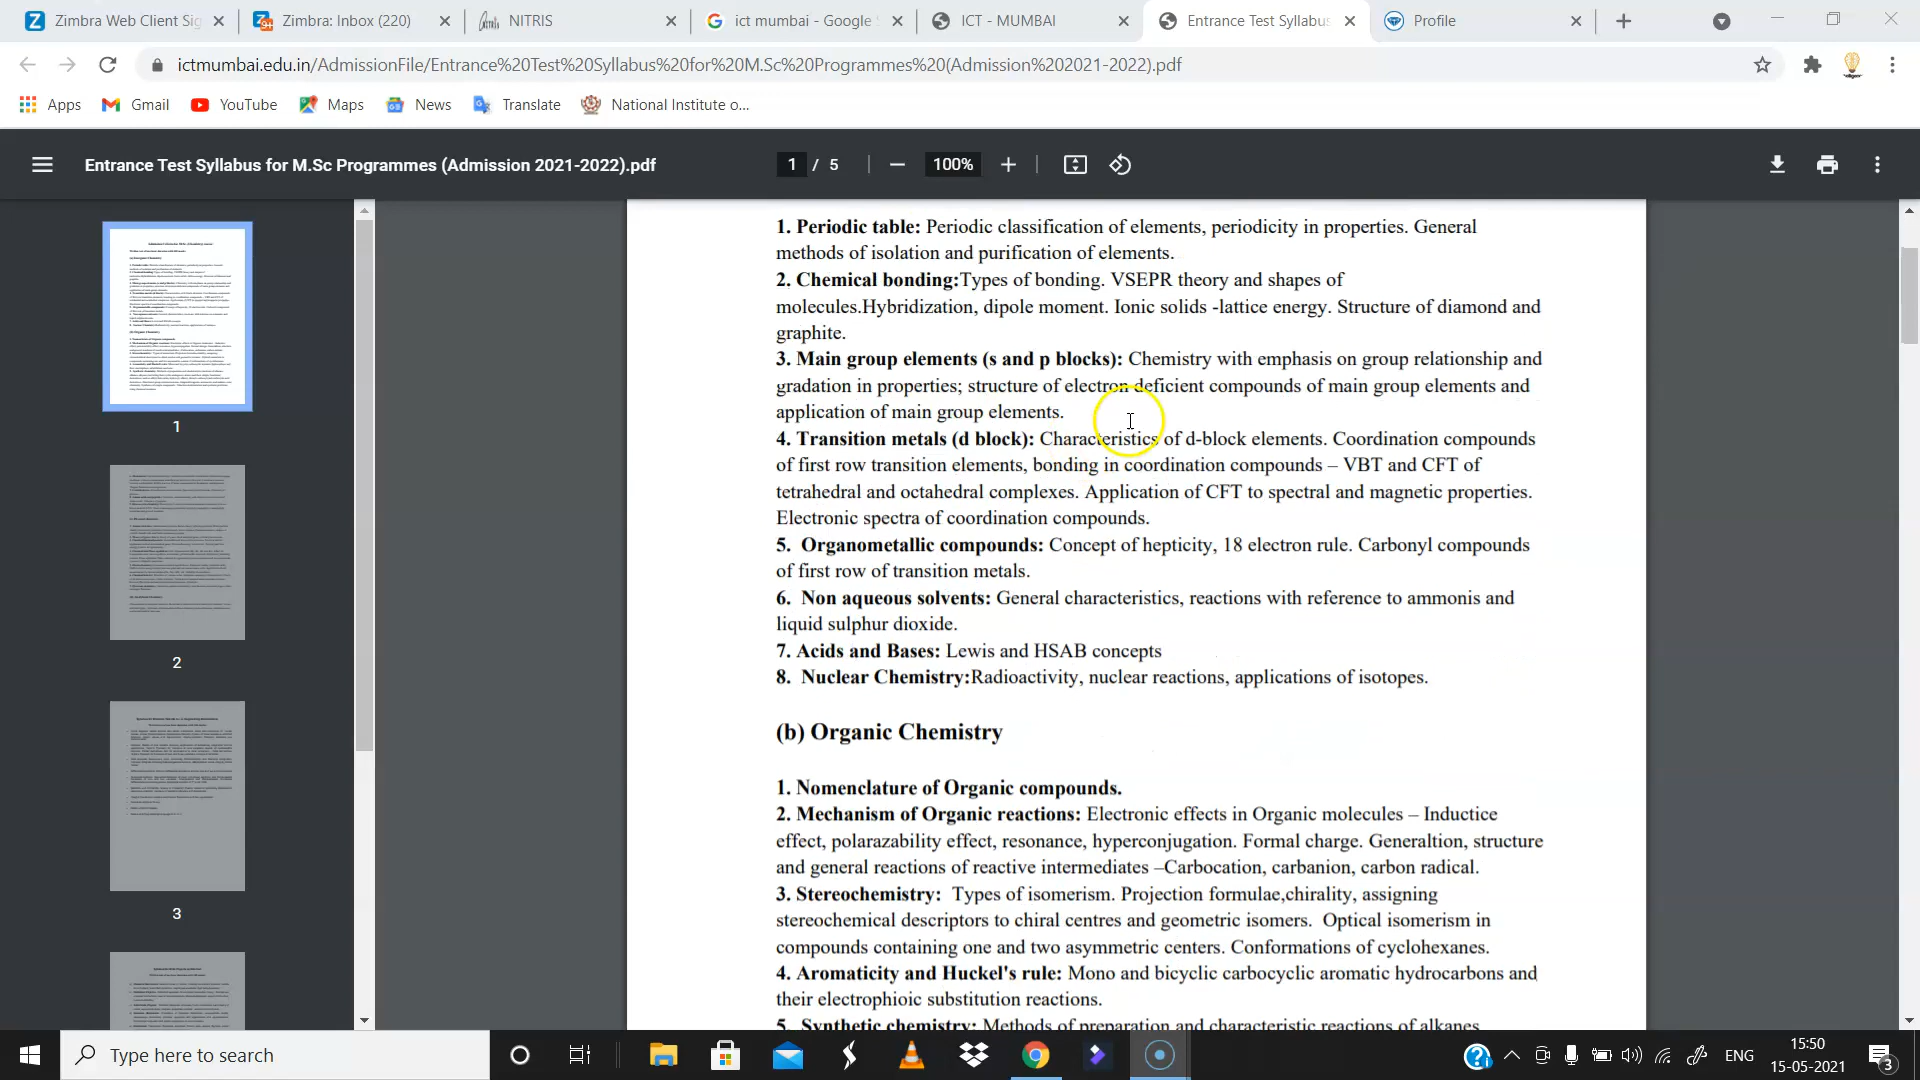 Zimbra Web Client Sig
Zimbra: Inbox (220)
NITRIS
ict mumbai - Google S
ICT - MUMBAI
Entrance Test Syllabus
Profile
ictmumbai.edu.in/AdmissionFile/Entrance%20Test%20Syllabus%20for%20M.Sc%20Programmes%20(Admission%202021-2022).pdf
Apps
Gmail
YouTube
Maps
News
Translate
National Institute o...
Entrance Test Syllabus for M.Sc Programmes (Admission 2021-2022).pdf
1 / 5
100%
1. Periodic table: Periodic classification of elements, periodicity in properties. General
methods of isolation and purification of elements.
2. Chemical bonding:Types of bonding. VSEPR theory and shapes of
molecules.Hybridization, dipole moment. Ionic solids -lattice energy. Structure of diamond and
graphite.
3. Main group elements (s and p blocks): Chemistry with emphasis on group relationship and
gradation in properties; structure of electron deficient compounds of main group elements and
application of main group elements.
4. Transition metals (d block): Characteristics of d-block elements. Coordination compounds
of first row transition elements, bonding in coordination compounds – VBT and CFT of
tetrahedral and octahedral complexes. Application of CFT to spectral and magnetic properties.
Electronic spectra of coordination compounds.
5. Organometallic compounds: Concept of hepticity, 18 electron rule. Carbonyl compounds
of first row of transition metals.
6. Non aqueous solvents: General characteristics, reactions with reference to ammonis and
liquid sulphur dioxide.
7. Acids and Bases: Lewis and HSAB concepts
8. Nuclear Chemistry:Radioactivity, nuclear reactions, applications of isotopes.
(b) Organic Chemistry
1. Nomenclature of Organic compounds.
2. Mechanism of Organic reactions: Electronic effects in Organic molecules – Inductice
effect, polarazability effect, resonance, hyperconjugation. Formal charge. Generaltion, structure
and general reactions of reactive intermediates –Carbocation, carbanion, carbon radical.
3. Stereochemistry: Types of isomerism. Projection formulae,chirality, assigning
stereochemical descriptors to chiral centres and geometric isomers. Optical isomerism in
compounds containing one and two asymmetric centers. Conformations of cyclohexanes.
4. Aromaticity and Huckel's rule: Mono and bicyclic carbocyclic aromatic hydrocarbons and
their electrophioic substitution reactions.
5. Synthetic chemistry: Methods of preparation and characteristic reactions of alkanes
1
2
3
Type here to search
ENG
15:50
15-05-2021
3